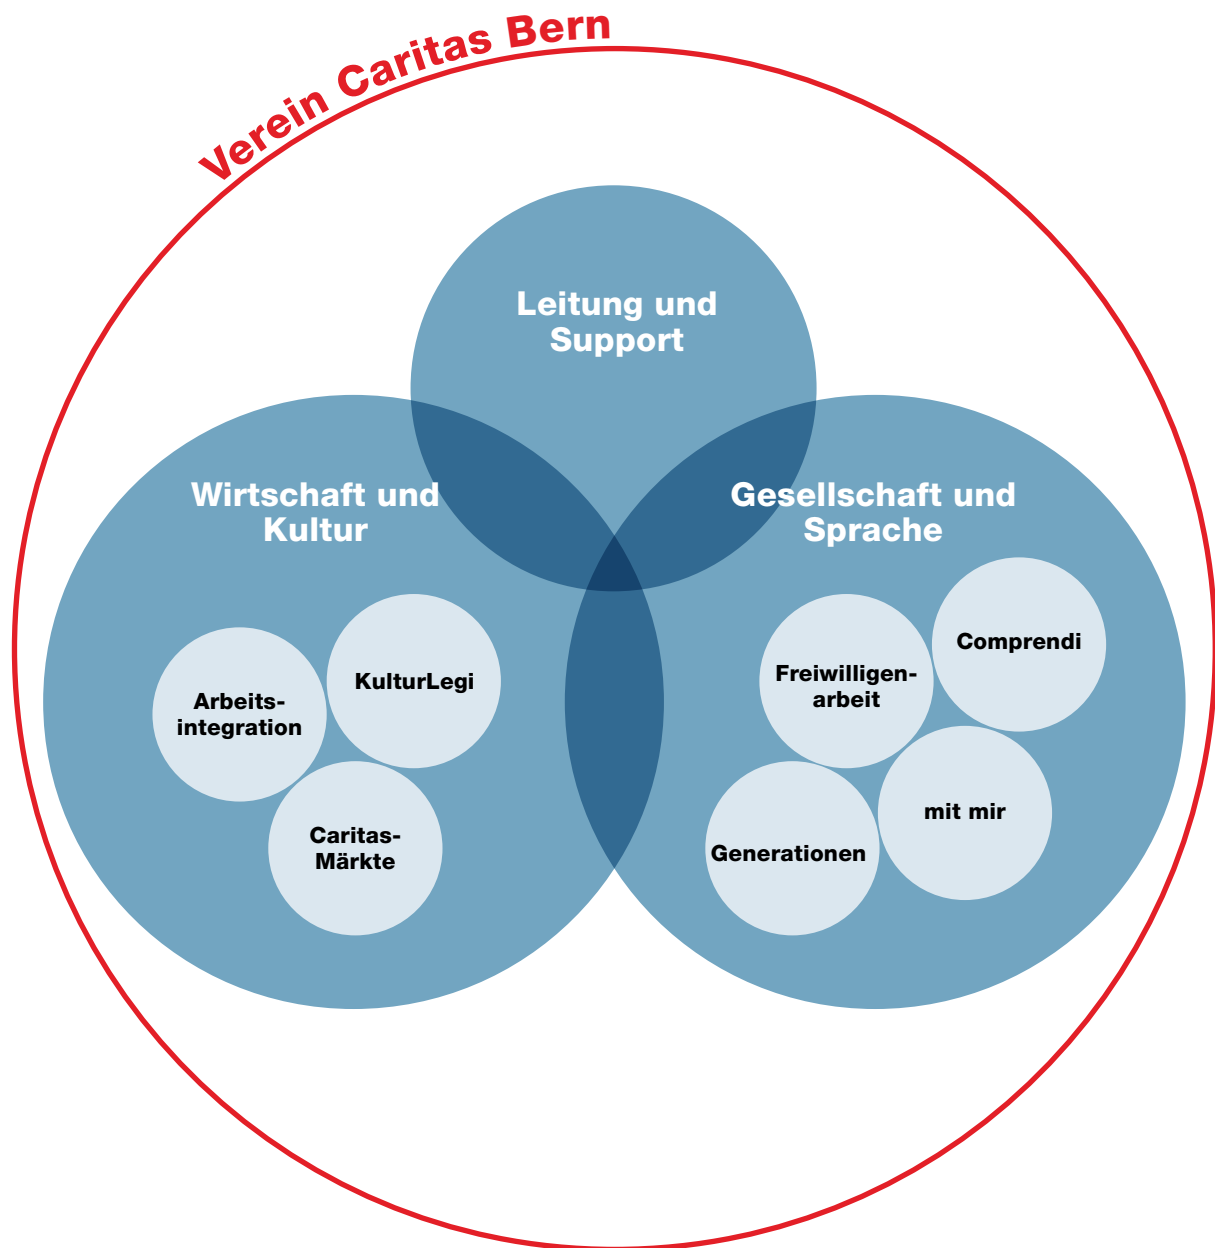 Verein Caritas Bern
Leitung und
Support
Wirtschaft und
Kultur
Gesellschaft und
Sprache
Arbeits-
integration
KulturLegi
Caritas-
Märkte
Freiwilligen-
arbeit
Comprendi
Generationen
mit mir